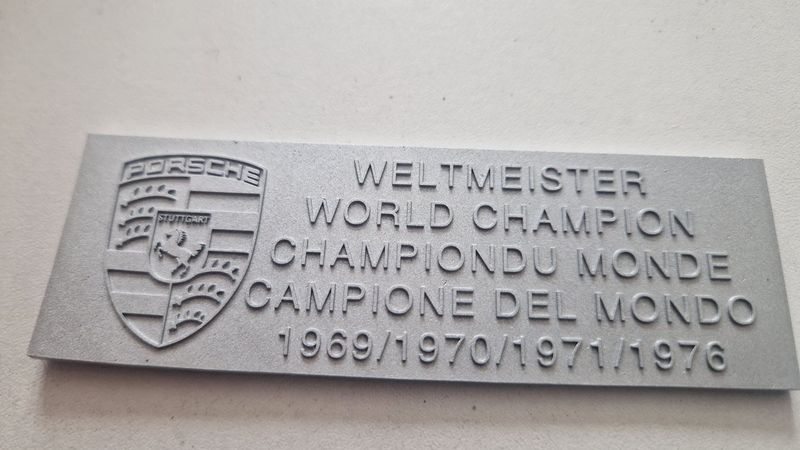 PORSCHE
STUTTGART
WELTMEISTER
WORLD CHAMPION
CHAMPIONDU MONDE
CAMPIONE DEL MONDO
1969/1970/1971/1976